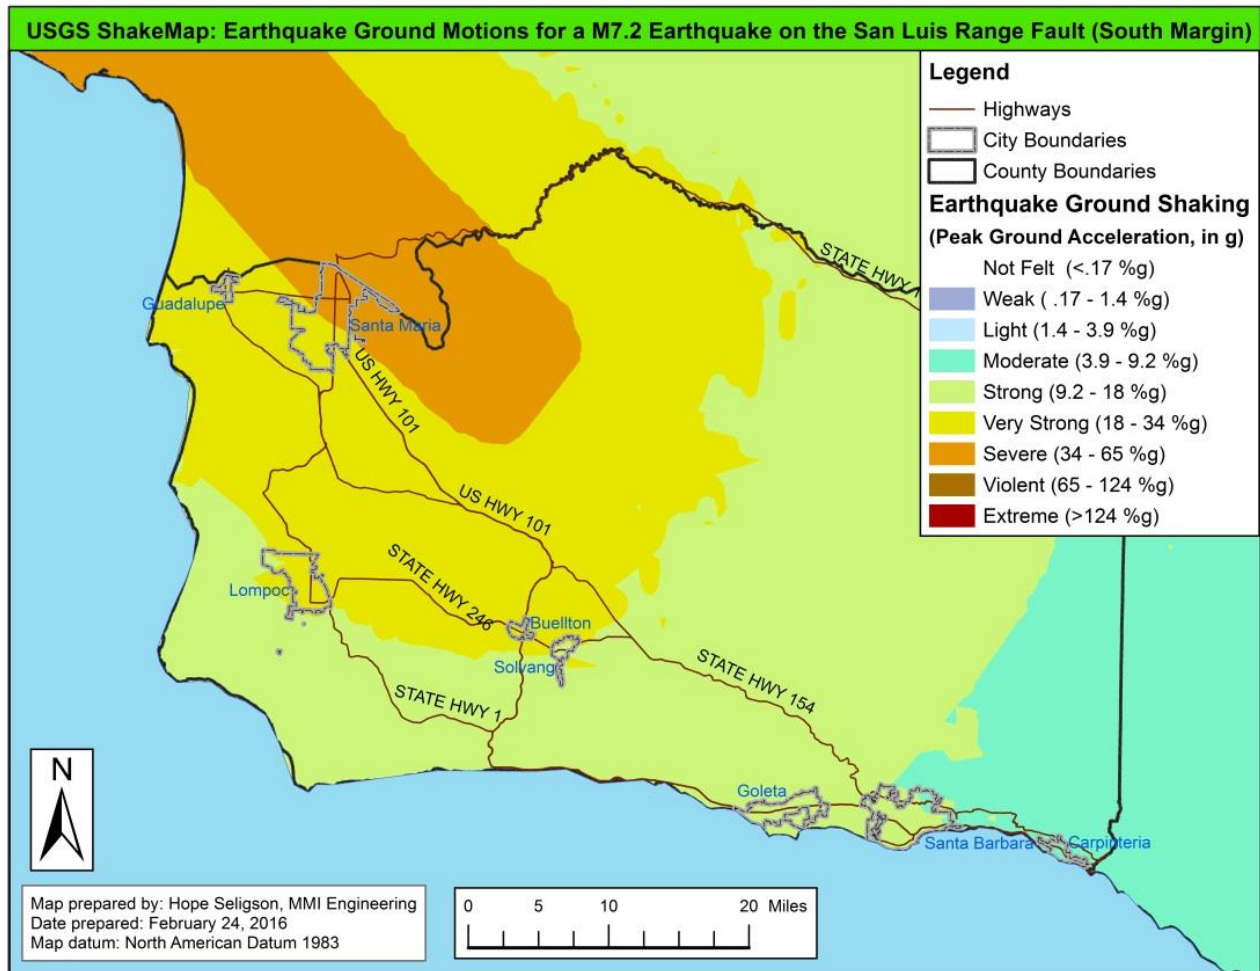 USGS ShakeMap: Earthquake Ground Motions for a M7.2 Earthquake on the San Luis Range Fault (South Margin)
Legend
Highways
City Boundaries
County Boundaries
Earthquake Ground Shaking
(Peak Ground Acceleration, in g)
Not Felt (<.17 %g)
Weak ( .17 - 1.4 %g)
Light (1.4 - 3.9 %g)
Moderate (3.9 - 9.2 %g)
Strong (9.2 - 18 %g)
Very Strong (18 - 34 %g)
Severe (34 - 65 %g)
Violent (65 - 124 %g)
Extreme (>124 %g)
STATE HWY 1
Guadalupe
Santa Maria
US HWY 101
US HWY 101
STATE HWY 246
Lompoc
Buellton
Solvang
STATE HWY 154
STATE HWY 1
Goleta
Santa Barbara
Carpinteria
N
Map prepared by: Hope Seligson, MMI Engineering
Date prepared: February 24, 2016
Map datum: North American Datum 1983
0 5 10 20 Miles